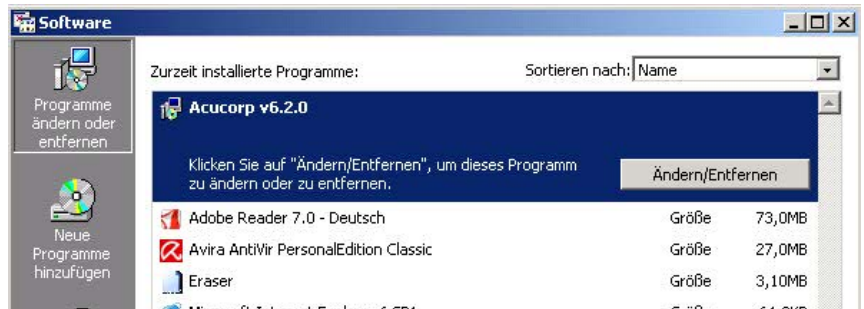 Software
Zurzeit installierte Programme:
Sortieren nach: Name
Programme
ändern oder
entfernen
Acucorp v6.2.0
Klicken Sie auf "Ändern/Entfernen", um dieses Programm
zu ändern oder zu entfernen.
Ändern/Entfernen
Neue
Programme
hinzufügen
Adobe Reader 7.0 - Deutsch Größe 73,0MB
Avira AntiVir PersonalEdition Classic Größe 27,0MB
Eraser Größe 3,10MB